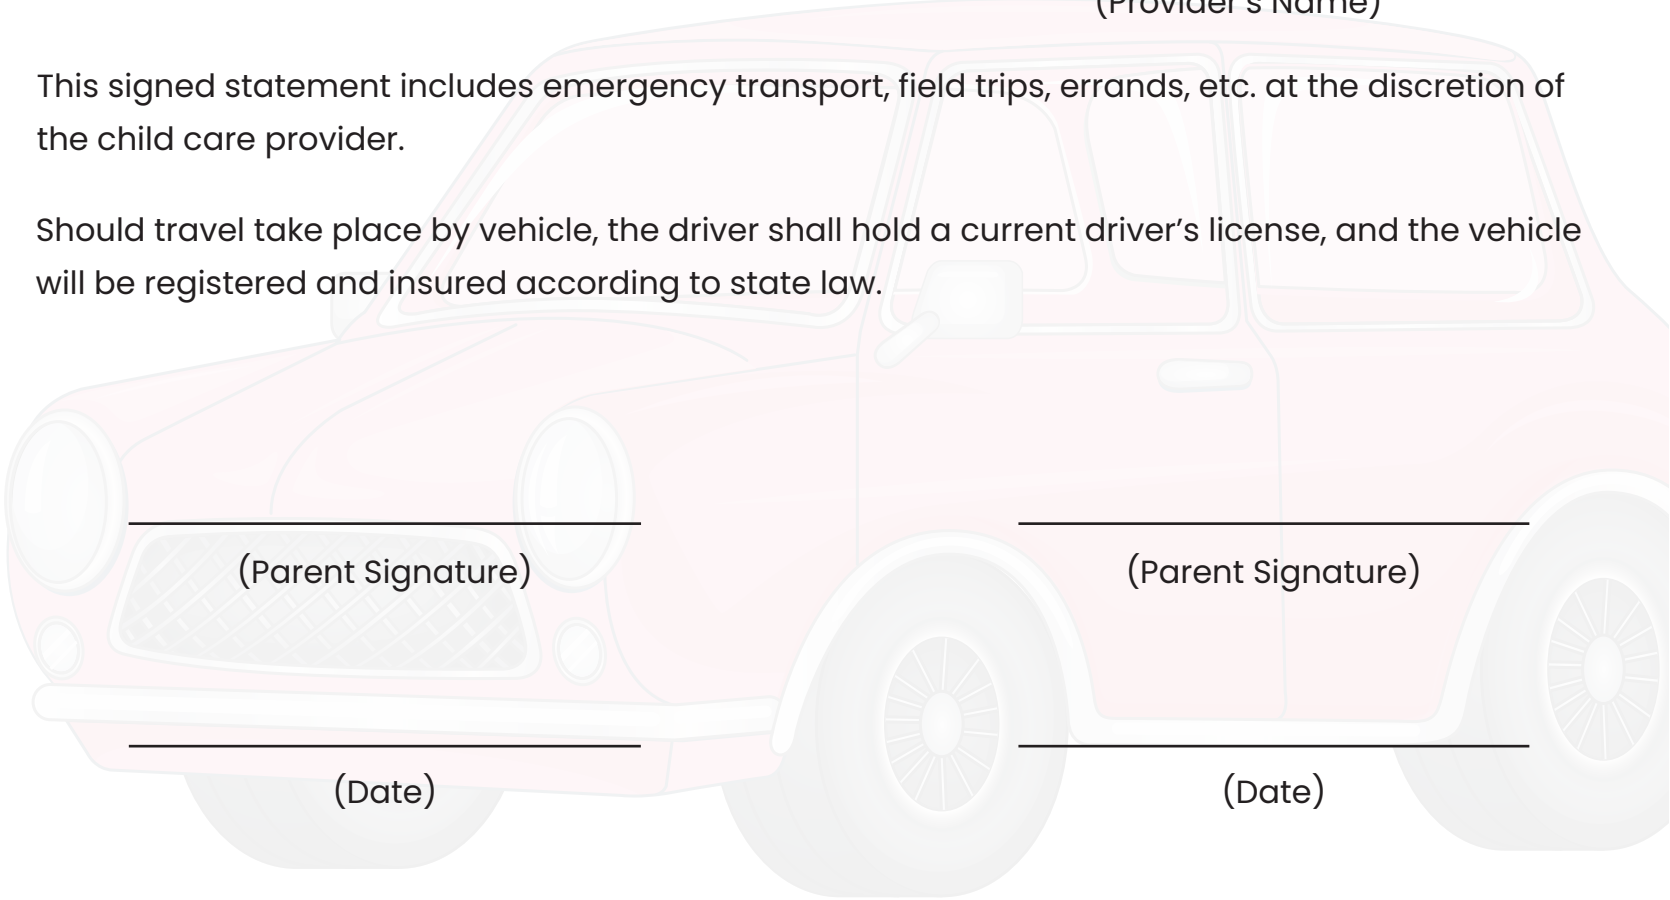 (Provider's Name)
This signed statement includes emergency transport, field trips, errands, etc. at the discretion of
the child care provider.
Should travel take place by vehicle, the driver shall hold a current driver’s license, and the vehicle
will be registered and insured according to state law.
(Parent Signature) (Parent Signature)
(Date) (Date)